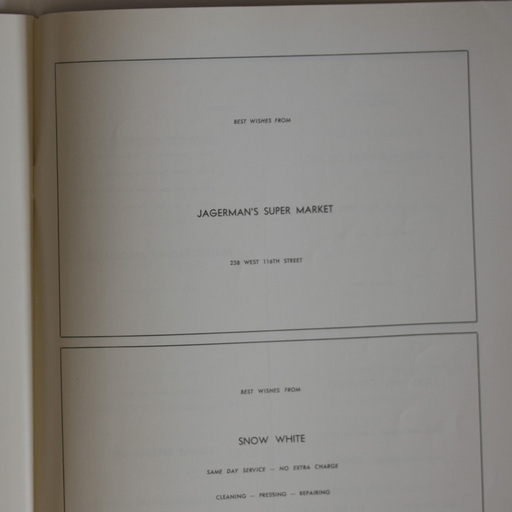 BEST WISHES FROM
JAGERMAN'S SUPER MARKET
238 WEST 116TH STREET
BEST WISHES FROM
SNOW WHITE
SAME DAY SERVICE — NO EXTRA CHARGE
CLEANING — PRESSING — REPAIRING